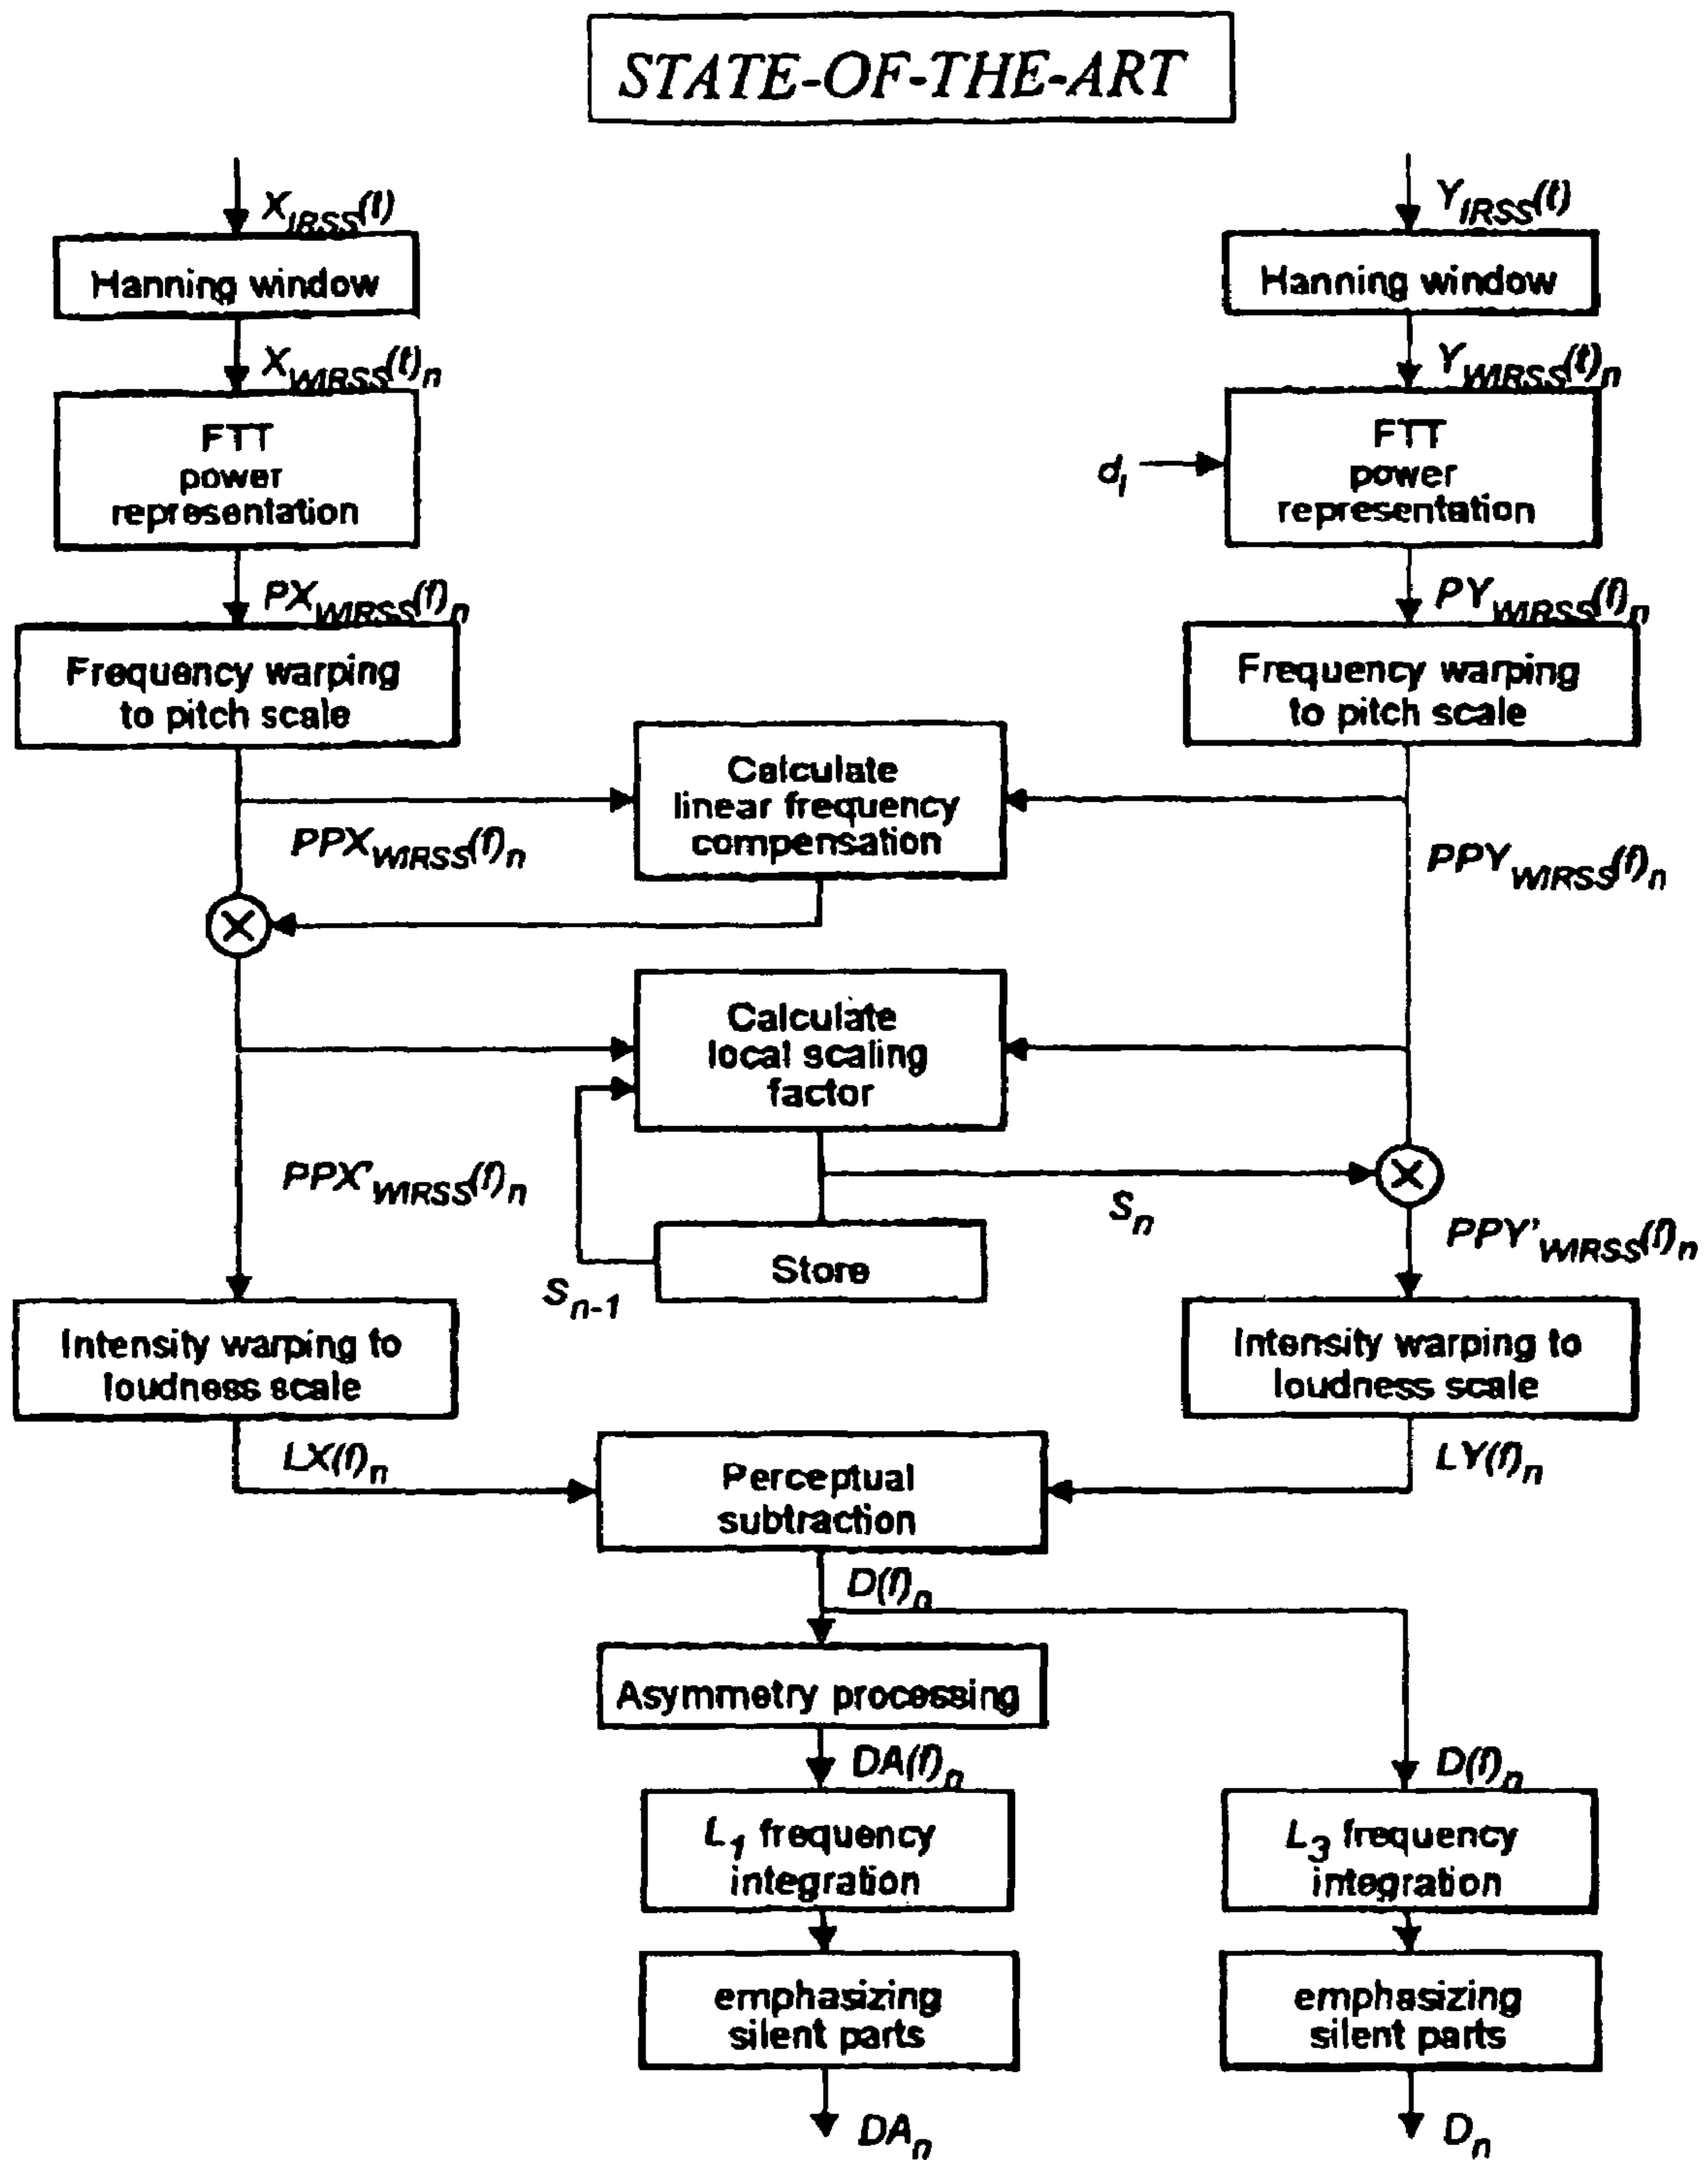 STATE-OF-THE-ART
X_IRSS(t)
Y_IRSS(t)
Hanning window
Hanning window
X_WIRSS(t)_n
Y_WIRSS(t)_n
FTT
power
representation
d_i
FTT
power
representation
PX_WIRSS(f)_n
PY_WIRSS(f)_n
Frequency warping
to pitch scale
Frequency warping
to pitch scale
Calculate
linear frequency
compensation
PPX_WIRSS(f)_n
PPY_WIRSS(f)_n
Calculate
local scaling
factor
PPX'_WIRSS(f)_n
S_n
PPY'_WIRSS(f)_n
Store
S_n-1
Intensity warping to
loudness scale
Intensity warping to
loudness scale
LX(f)_n
LY(f)_n
Perceptual
subtraction
D(f)_n
Asymmetry processing
DA(f)_n
D(f)_n
L_1 frequency
integration
L_3 frequency
integration
emphasizing
silent parts
emphasizing
silent parts
DA_n
D_n